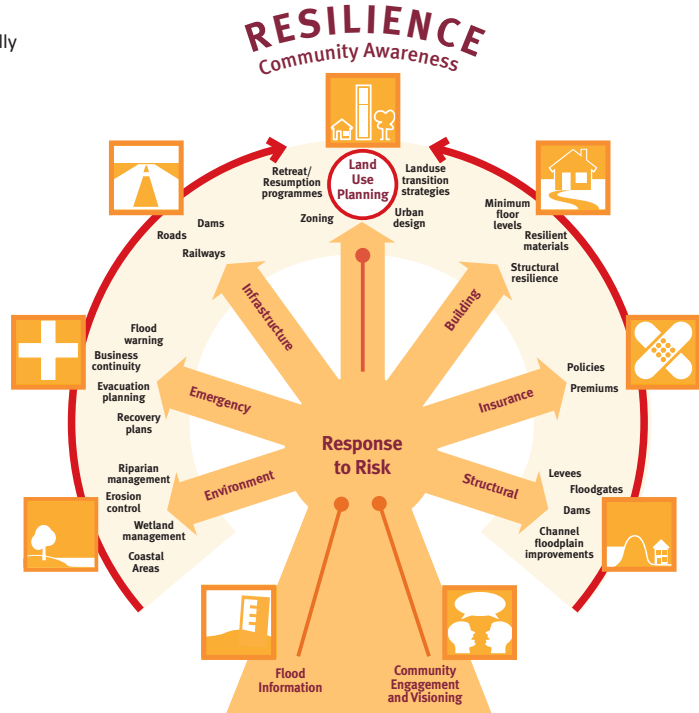 lly
RESILIENCE
Community Awareness
Retreat/
Resumption
programmes
Zoning
Land
Use
Planning
Landuse
transition
strategies
Urban
design
Dams
Roads
Railways
Infrastructure
Minimum
floor
levels
Resilient
materials
Structural
resilience
Building
Flood
warning
Business
continuity
Evacuation
planning
Recovery
plans
Emergency
Policies
Premiums
Insurance
Response
to Risk
Riparian
management
Erosion
control
Wetland
management
Coastal
Areas
Environment
Structural
Levees
Floodgates
Dams
Channel
floodplain
improvements
Flood
Information
Community
Engagement
and Visioning